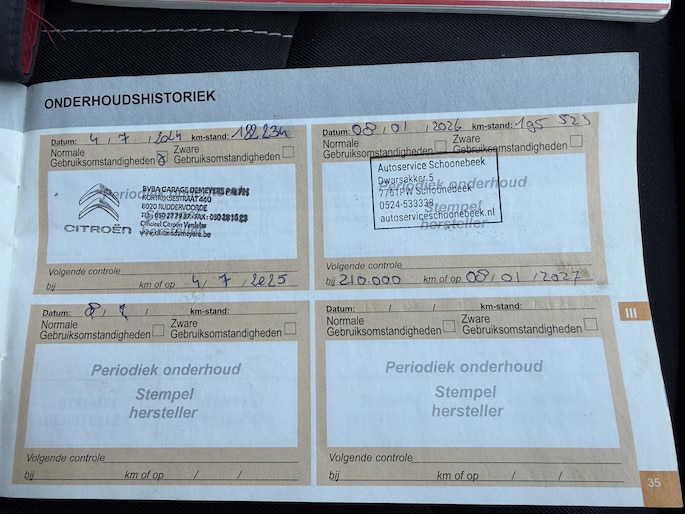 ONDERHOUDSHISTORIEK
Datum: 4 / 7 / 2024 km-stand: 122 234
Normale Gebruiksomstandigheden Zware Gebruiksomstandigheden
Periodiek onderhoud
BVBA GARAGE DEMEYERE
KORTRIJKSESTRAAT 460
8020 RUDDERVOORDE
Officieel Citroën Verdeler
CITROËN
Volgende controle
bij km of op 4 / 7 / 2025
Datum: 08 / 01 / 2026 km-stand: 195 523
Normale
Gebruiksomstandigheden Gebruiksomstandigheden
Autoservice Schoonebeek
Dwarsakker 5
7761PW Schoonebeek
0524-533338
autoserviceschoonebeek.nl
Stempel
hersteller
Volgende controle
bij 210.000 km of op 08 / 01 / 2027
Datum: 8 / / km-stand:
Normale Zware
Gebruiksomstandigheden Gebruiksomstandigheden
Periodiek onderhoud
Stempel
hersteller
Volgende controle
bij km of op / /
Datum: / / km-stand:
Normale Zware
Gebruiksomstandigheden Gebruiksomstandigheden
Periodiek onderhoud
Stempel
hersteller
Volgende controle
bij km of op / /
III
35